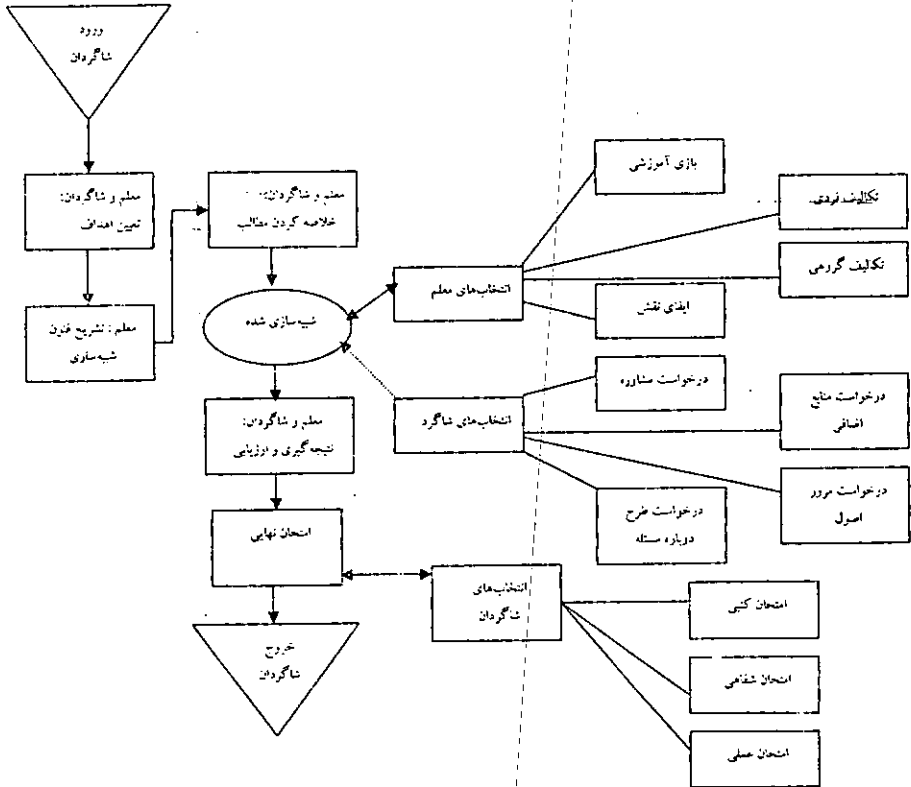 ورود
شاگردان
معلم و شاگردان:
تعیین اهداف
معلم : تشریح فنون
شبیه‌سازی
معلم و شاگردان:
خلاصه کردن مطالب
شبیه‌سازی شده
معلم و شاگردان:
نتیجه‌گیری و ارزیابی
امتحان نهایی
خروج
شاگردان
انتخاب‌های معلم
بازی آموزشی
تکالیف فردی
تکالیف گروهی
ایفای نقش
انتخاب‌های شاگرد
درخواست مشاوره
درخواست منابع
اضافی
درخواست مرور
اصول
درخواست طرح
دوباره مسئله
انتخاب‌های
شاگردان
امتحان کتبی
امتحان شفاهی
امتحان عملی